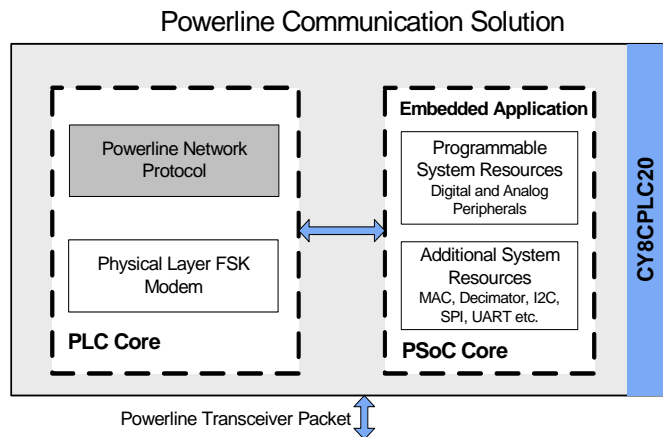 Powerline Communication Solution
Powerline Network
Protocol
Physical Layer FSK
Modem
PLC Core
Embedded Application
Programmable
System Resources
Digital and Analog
Peripherals
Additional System
Resources
MAC, Decimator, I2C,
SPI, UART etc.
PSoC Core
CY8CPLC20
Powerline Transceiver Packet